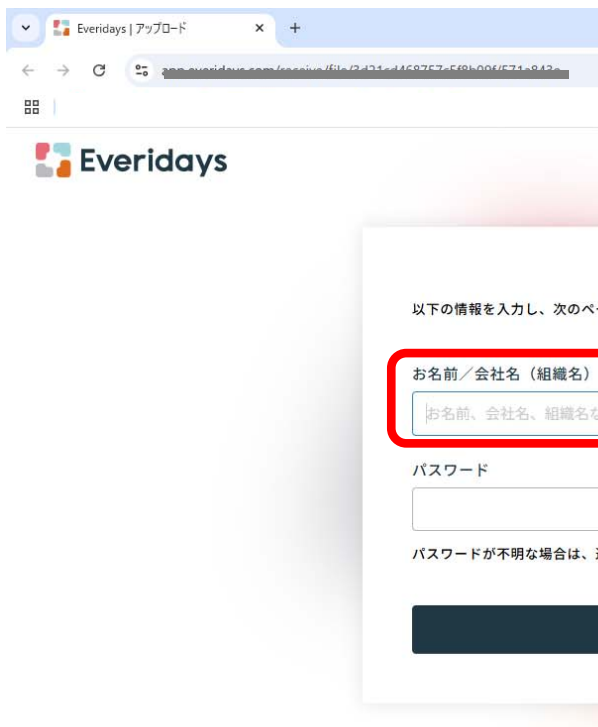 Everidays | アップロード
Everidays
以下の情報を入力し、次のペ
お名前／会社名（組織名）
お名前、会社名、組織名な
パスワード
パスワードが不明な場合は、